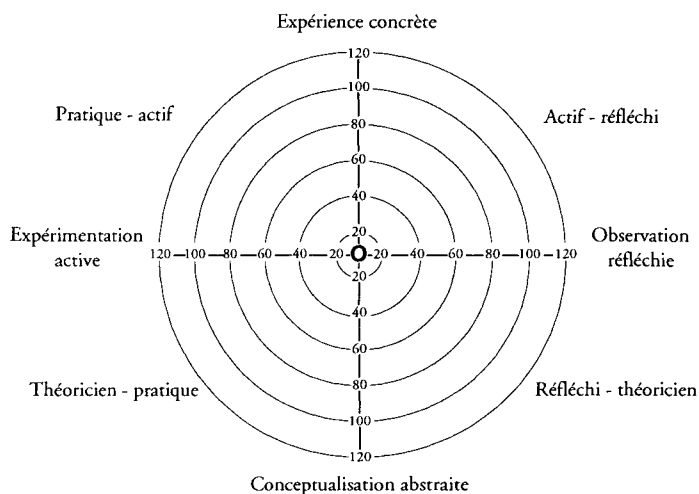 Expérience concrète
120
100
Pratique - actif
Actif - réfléchi
80
60
40
20
Expérimentation
active
Observation
réfléchie
120 100 80 60 40 20 O 20 40 60 80 100 120
20
40
60
Théoricien - pratique
Réfléchi - théoricien
80
100
120
Conceptualisation abstraite